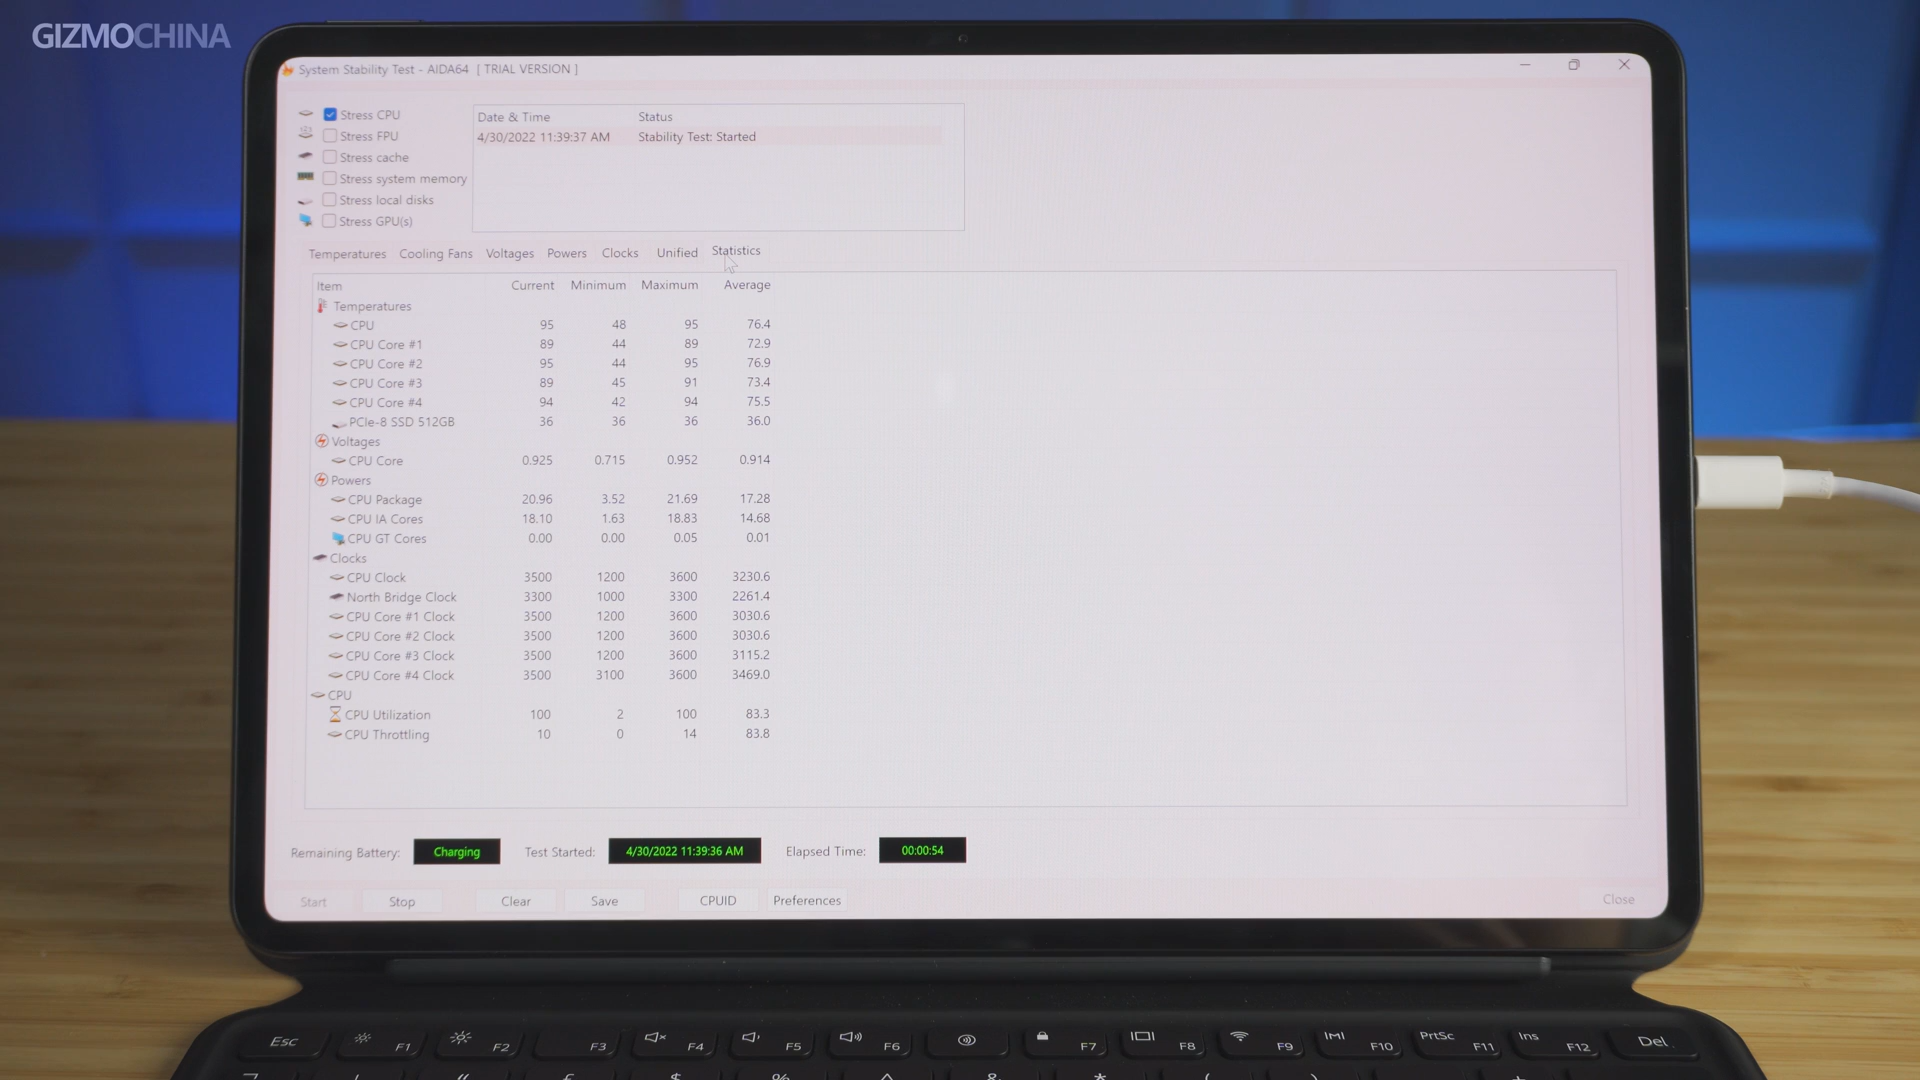 GIZMOCHINA
System Stability Test - AIDA64 [ TRIAL VERSION ]
Stress CPU
Stress FPU
Stress cache
Stress system memory
Stress local disks
Stress GPU(s)
Date & Time Status
4/30/2022 11:39:37 AM Stability Test: Started
Temperatures Cooling Fans Voltages Powers Clocks Unified Statistics
Item Current Minimum Maximum Average
Temperatures
CPU 95 48 95 76.4
CPU Core #1 89 44 89 72.9
CPU Core #2 95 44 95 76.9
CPU Core #3 89 45 91 73.4
CPU Core #4 94 42 94 75.5
PCIe-8 SSD 512GB 36 36 36 36.0
Voltages
CPU Core 0.925 0.715 0.952 0.914
Powers
CPU Package 20.96 3.52 21.69 17.28
CPU IA Cores 18.10 1.63 18.83 14.68
CPU GT Cores 0.00 0.00 0.05 0.01
Clocks
CPU Clock 3500 1200 3600 3230.6
North Bridge Clock 3300 1000 3300 2261.4
CPU Core #1 Clock 3500 1200 3600 3030.6
CPU Core #2 Clock 3500 1200 3600 3030.6
CPU Core #3 Clock 3500 1200 3600 3115.2
CPU Core #4 Clock 3500 3100 3600 3469.0
CPU
CPU Utilization 100 2 100 83.3
CPU Throttling 10 0 14 83.8
Remaining Battery: Charging Test Started: 4/30/2022 11:39:36 AM Elapsed Time: 00:00:54
Start Stop Clear Save CPUID Preferences Close
Esc F1 F2 F3 F4 F5 F6 F7 F8 F9 F10 PrtSc F11 Ins F12 Del